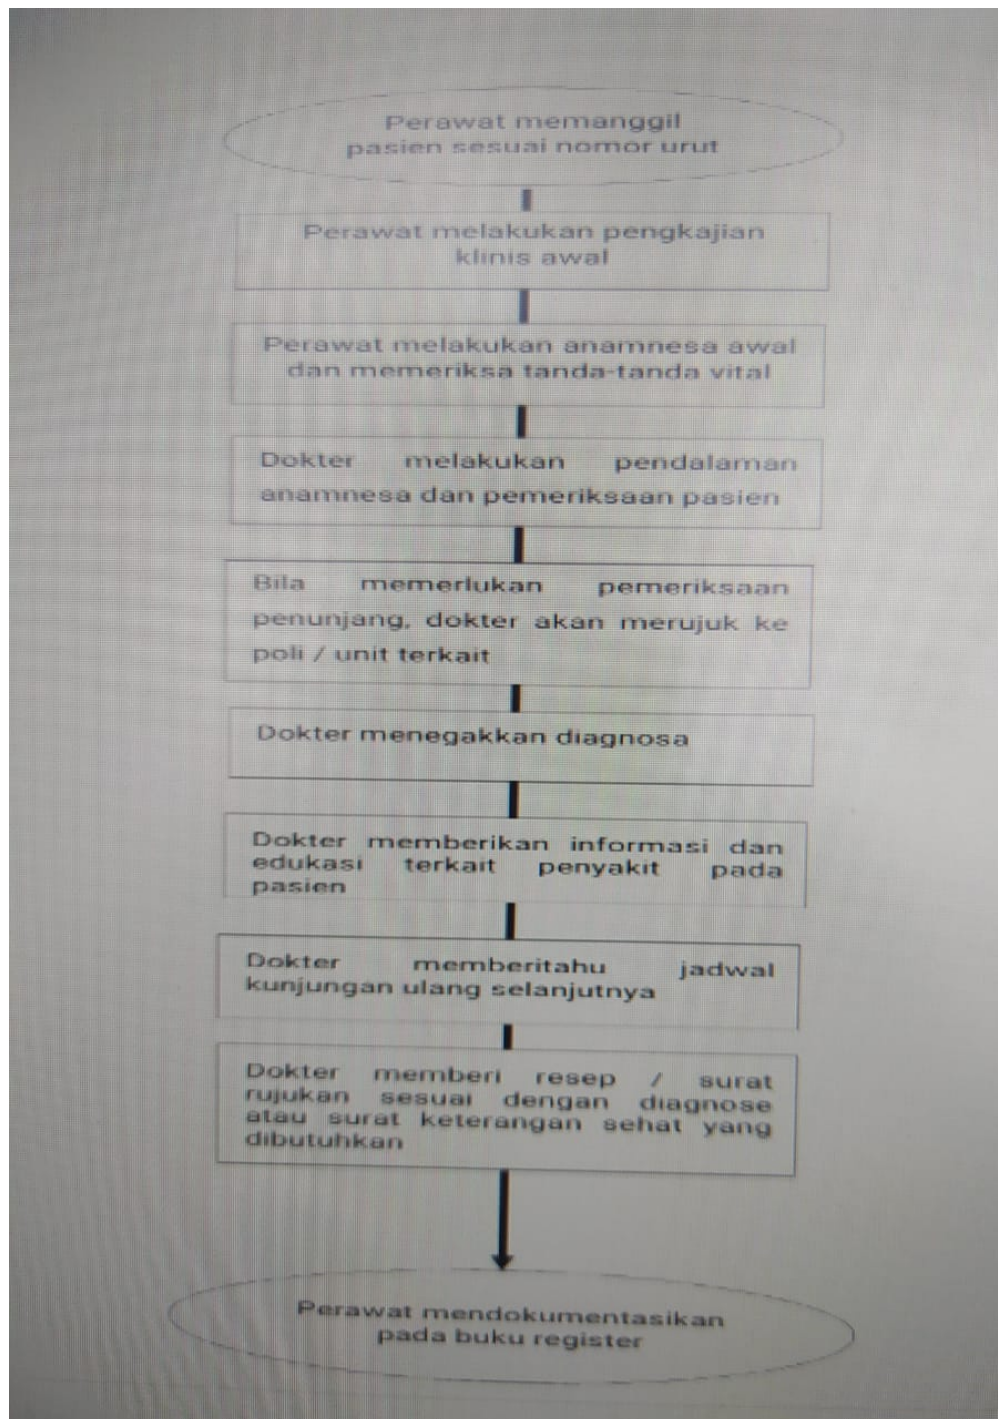 Perawat memanggil
pasien sesuai nomor urut
Perawat melakukan pengkajian
klinis awal
Perawat melakukan anamnesa awal
dan memeriksa tanda-tanda vital
Dokter melakukan pendalaman
anamnesa dan pemeriksaan pasien
Bila memerlukan pemeriksaan
penunjang, dokter akan merujuk ke
poli / unit terkait
Dokter menegakkan diagnosa
Dokter memberikan informasi dan
edukasi terkait penyakit pada
pasien
Dokter memberitahu jadwal
kunjungan ulang selanjutnya
Dokter memberi resep / surat
rujukan sesuai dengan diagnose
atau surat keterangan sehat yang
dibutuhkan
Perawat mendokumentasikan
pada buku register